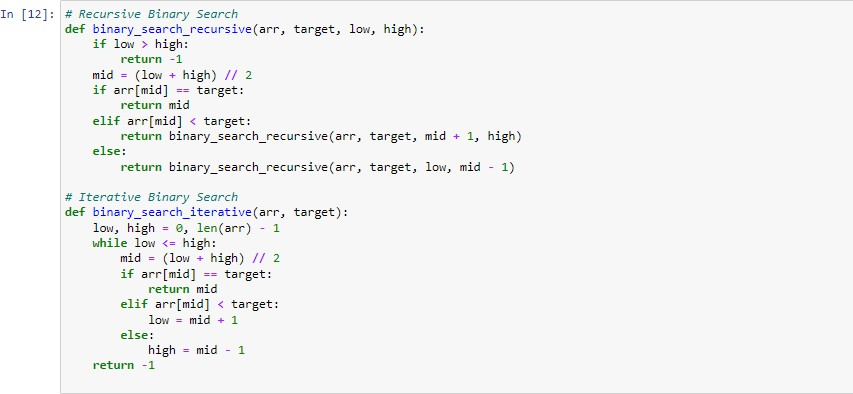 In [12]:
# Recursive Binary Search
def binary_search_recursive(arr, target, low, high):
    if low > high:
        return -1
    mid = (low + high) // 2
    if arr[mid] == target:
        return mid
    elif arr[mid] < target:
        return binary_search_recursive(arr, target, mid + 1, high)
    else:
        return binary_search_recursive(arr, target, low, mid - 1)

# Iterative Binary Search
def binary_search_iterative(arr, target):
    low, high = 0, len(arr) - 1
    while low <= high:
        mid = (low + high) // 2
        if arr[mid] == target:
            return mid
        elif arr[mid] < target:
            low = mid + 1
        else:
            high = mid - 1
    return -1